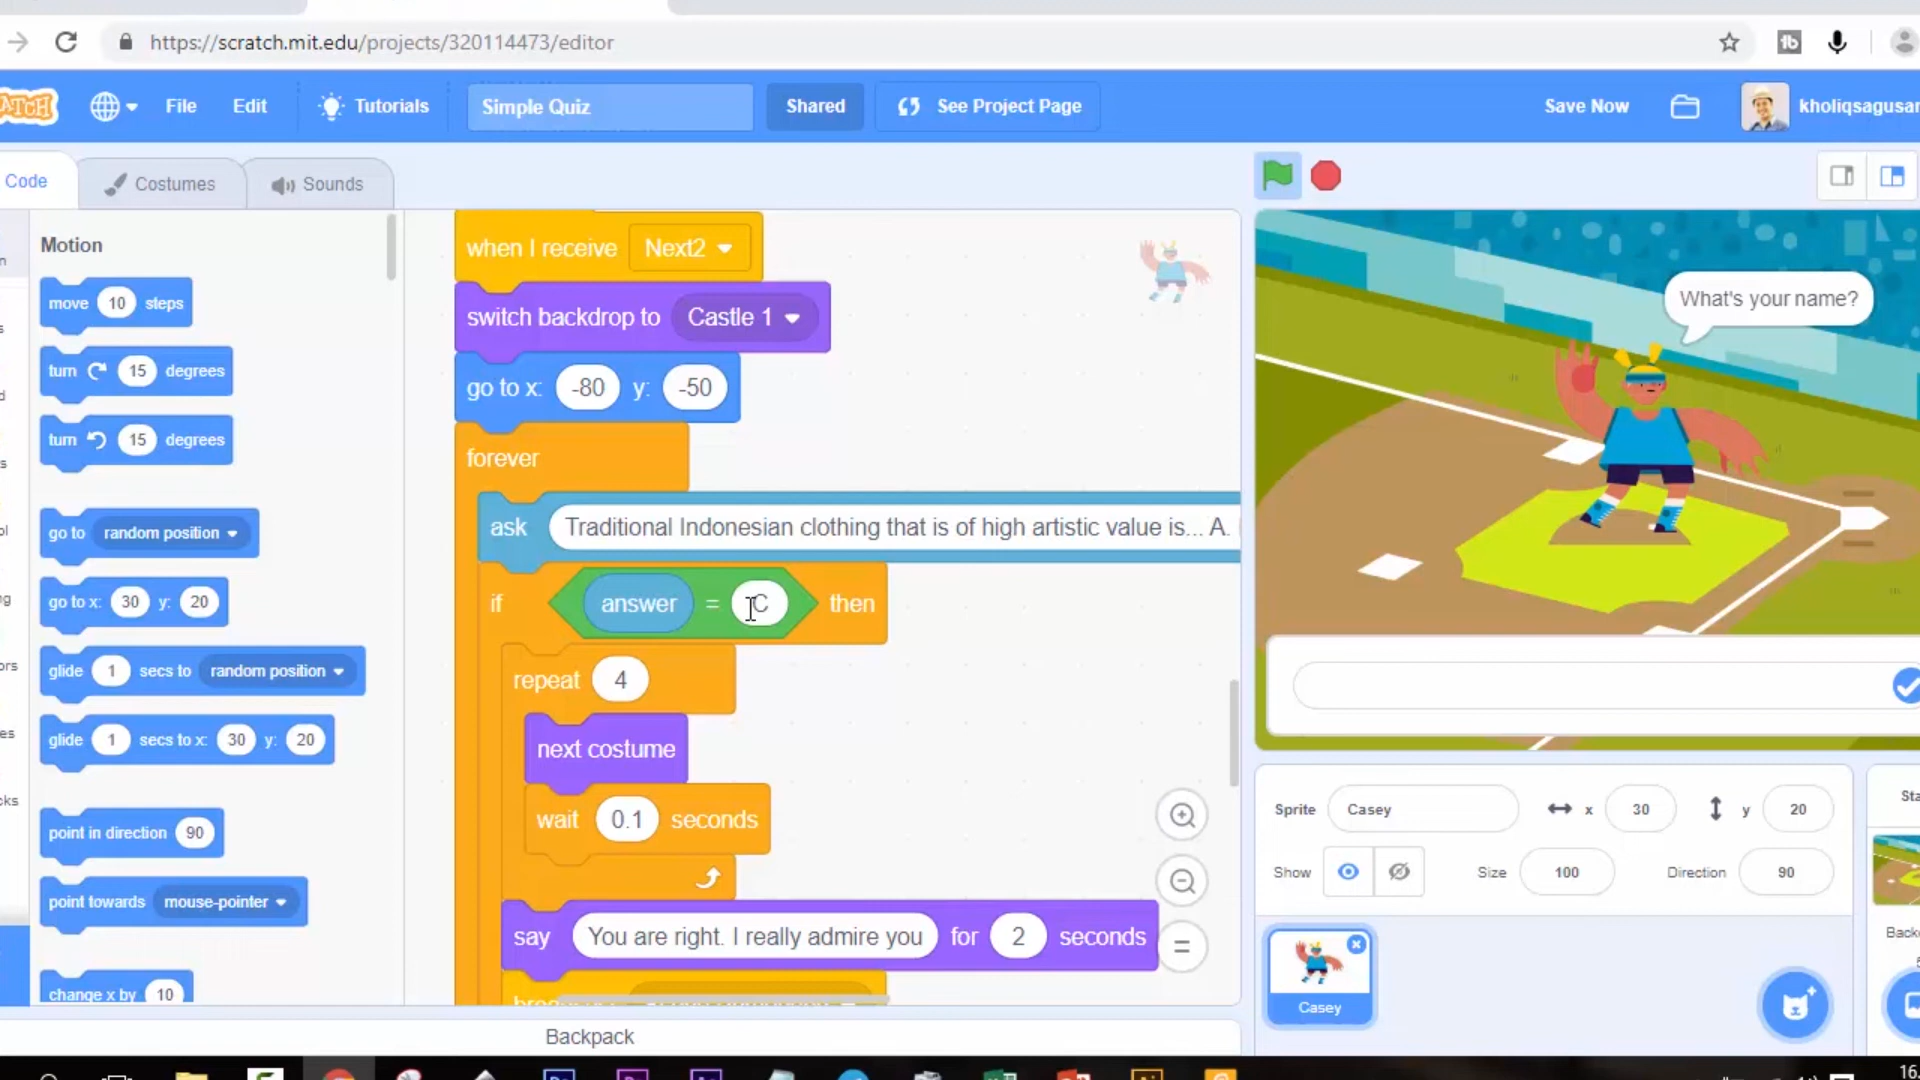 https://scratch.mit.edu/projects/320114473/editor
File Edit Tutorials Simple Quiz Shared See Project Page Save Now
Code Costumes Sounds
Motion
move 10 steps
turn 15 degrees
turn 15 degrees
go to random position
go to x: 30 y: 20
glide 1 secs to random position
glide 1 secs to x: 30 y: 20
point in direction 90
point towards mouse-pointer
change x by 10
when I receive Next2
switch backdrop to Castle 1
go to x: -80 y: -50
forever
ask Traditional Indonesian clothing that is of high artistic value is... A.
if answer = C then
repeat 4
next costume
wait 0.1 seconds
say You are right. I really admire you for 2 seconds
Backpack
What's your name?
Sprite Casey x 30 y 20
Show Size 100 Direction 90
Casey
16.